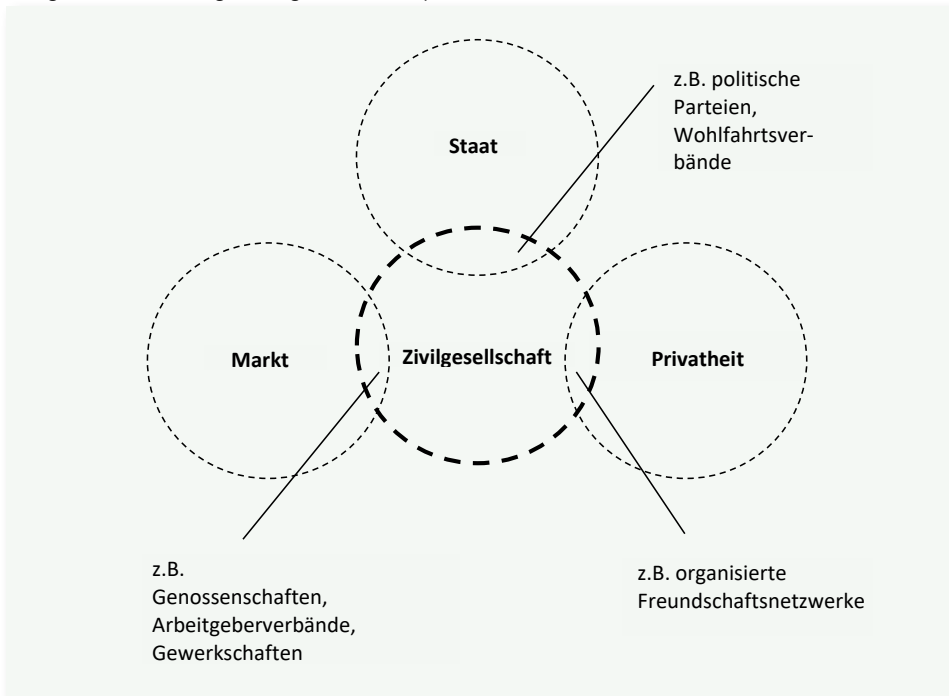 z.B. politische
Parteien,
Wohlfahrtsver-
bände
Staat
Markt
Zivilgesellschaft
Privatheit
z.B.
Genossenschaften,
Arbeitgeberverbände,
Gewerkschaften
z.B. organisierte
Freundschaftsnetzwerke